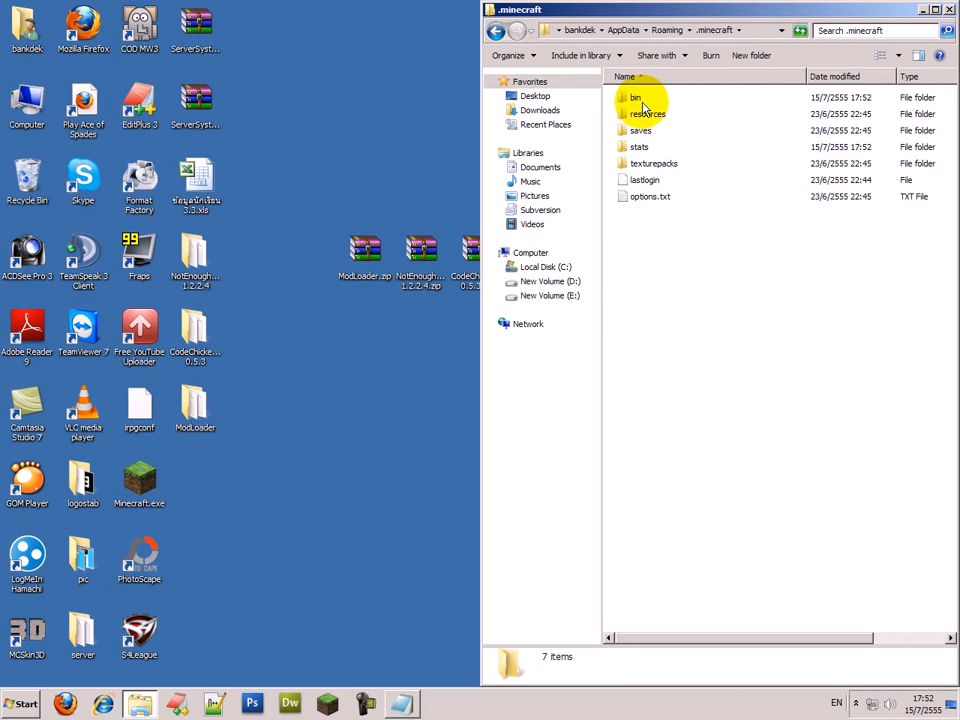 bankdek
Mozilla Firefox
COD MW3
ServerSyst...
Computer
Play Ace of
Spades
EditPlus 3
ServerSyst...
Recycle Bin
Skype
Format
Factory
ข้อมูลนักเรียน
3.3.xls
ACDSee Pro 3
TeamSpeak 3
Client
99
Fraps
NotEnough...
1.2.2.4
ModLoader.zip
NotEnough...
1.2.2.4.zip
CodeChi
0.5.3
Adobe Reader
9
TeamViewer 7
Free YouTube
Uploader
CodeChicke...
0.5.3
Camtasia
Studio 7
VLC media
player
irpgconf
ModLoader
GOM Player
logostab
Minecraft.exe
LogMeIn
Hamachi
pic
PhotoScape
3D
MCSkin3D
server
S4League
.minecraft
bankdek
AppData
Roaming
.minecraft
Search .minecraft
Organize
Include in library
Share with
Burn
New folder
Name
Date modified
Type
Favorites
Desktop
Downloads
Recent Places
Libraries
Documents
Music
Pictures
Subversion
Videos
Computer
Local Disk (C:)
New Volume (D:)
New Volume (E:)
Network
bin 15/7/2555 17:52 File folder
resources 23/6/2555 22:45 File folder
saves 23/6/2555 22:45 File folder
stats 15/7/2555 17:52 File folder
texturepacks 23/6/2555 22:45 File folder
lastlogin 23/6/2555 22:44 File
options.txt 23/6/2555 22:45 TXT File
7 items
Start
Ps
Dw
EN
17:52
15/7/2555